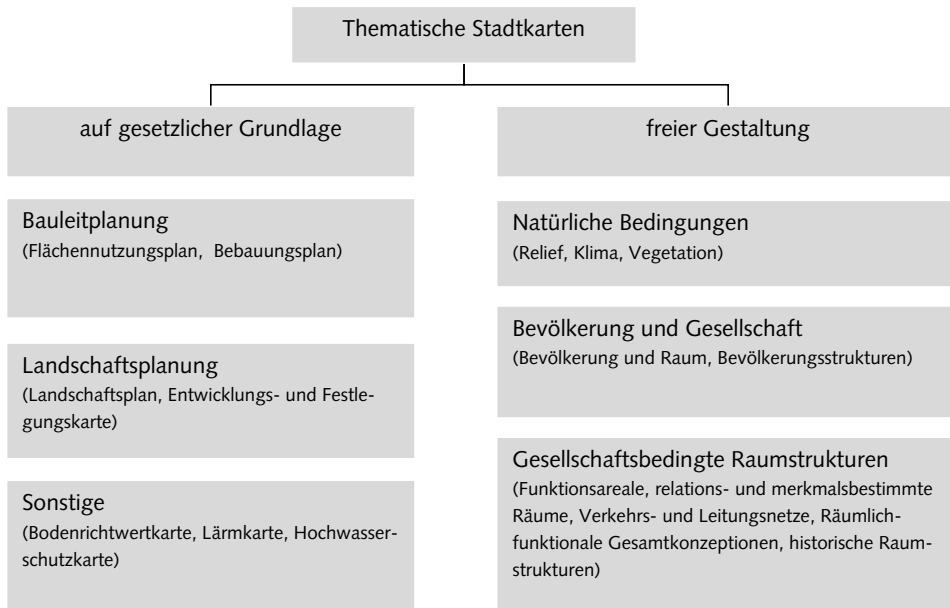 Thematische Stadtkarten
auf gesetzlicher Grundlage
Bauleitplanung
(Flächennutzungsplan, Bebauungsplan)
Landschaftsplanung
(Landschaftsplan, Entwicklungs- und Festle-
gungskarte)
Sonstige
(Bodenrichtwertkarte, Lärmkarte, Hochwasser-
schutzkarte)
freier Gestaltung
Natürliche Bedingungen
(Relief, Klima, Vegetation)
Bevölkerung und Gesellschaft
(Bevölkerung und Raum, Bevölkerungsstrukturen)
Gesellschaftsbedingte Raumstrukturen
(Funktionsareale, relations- und merkmalsbestimmte
Räume, Verkehrs- und Leitungsnetze, Räumlich-
funktionale Gesamtkonzeptionen, historische Raum-
strukturen)